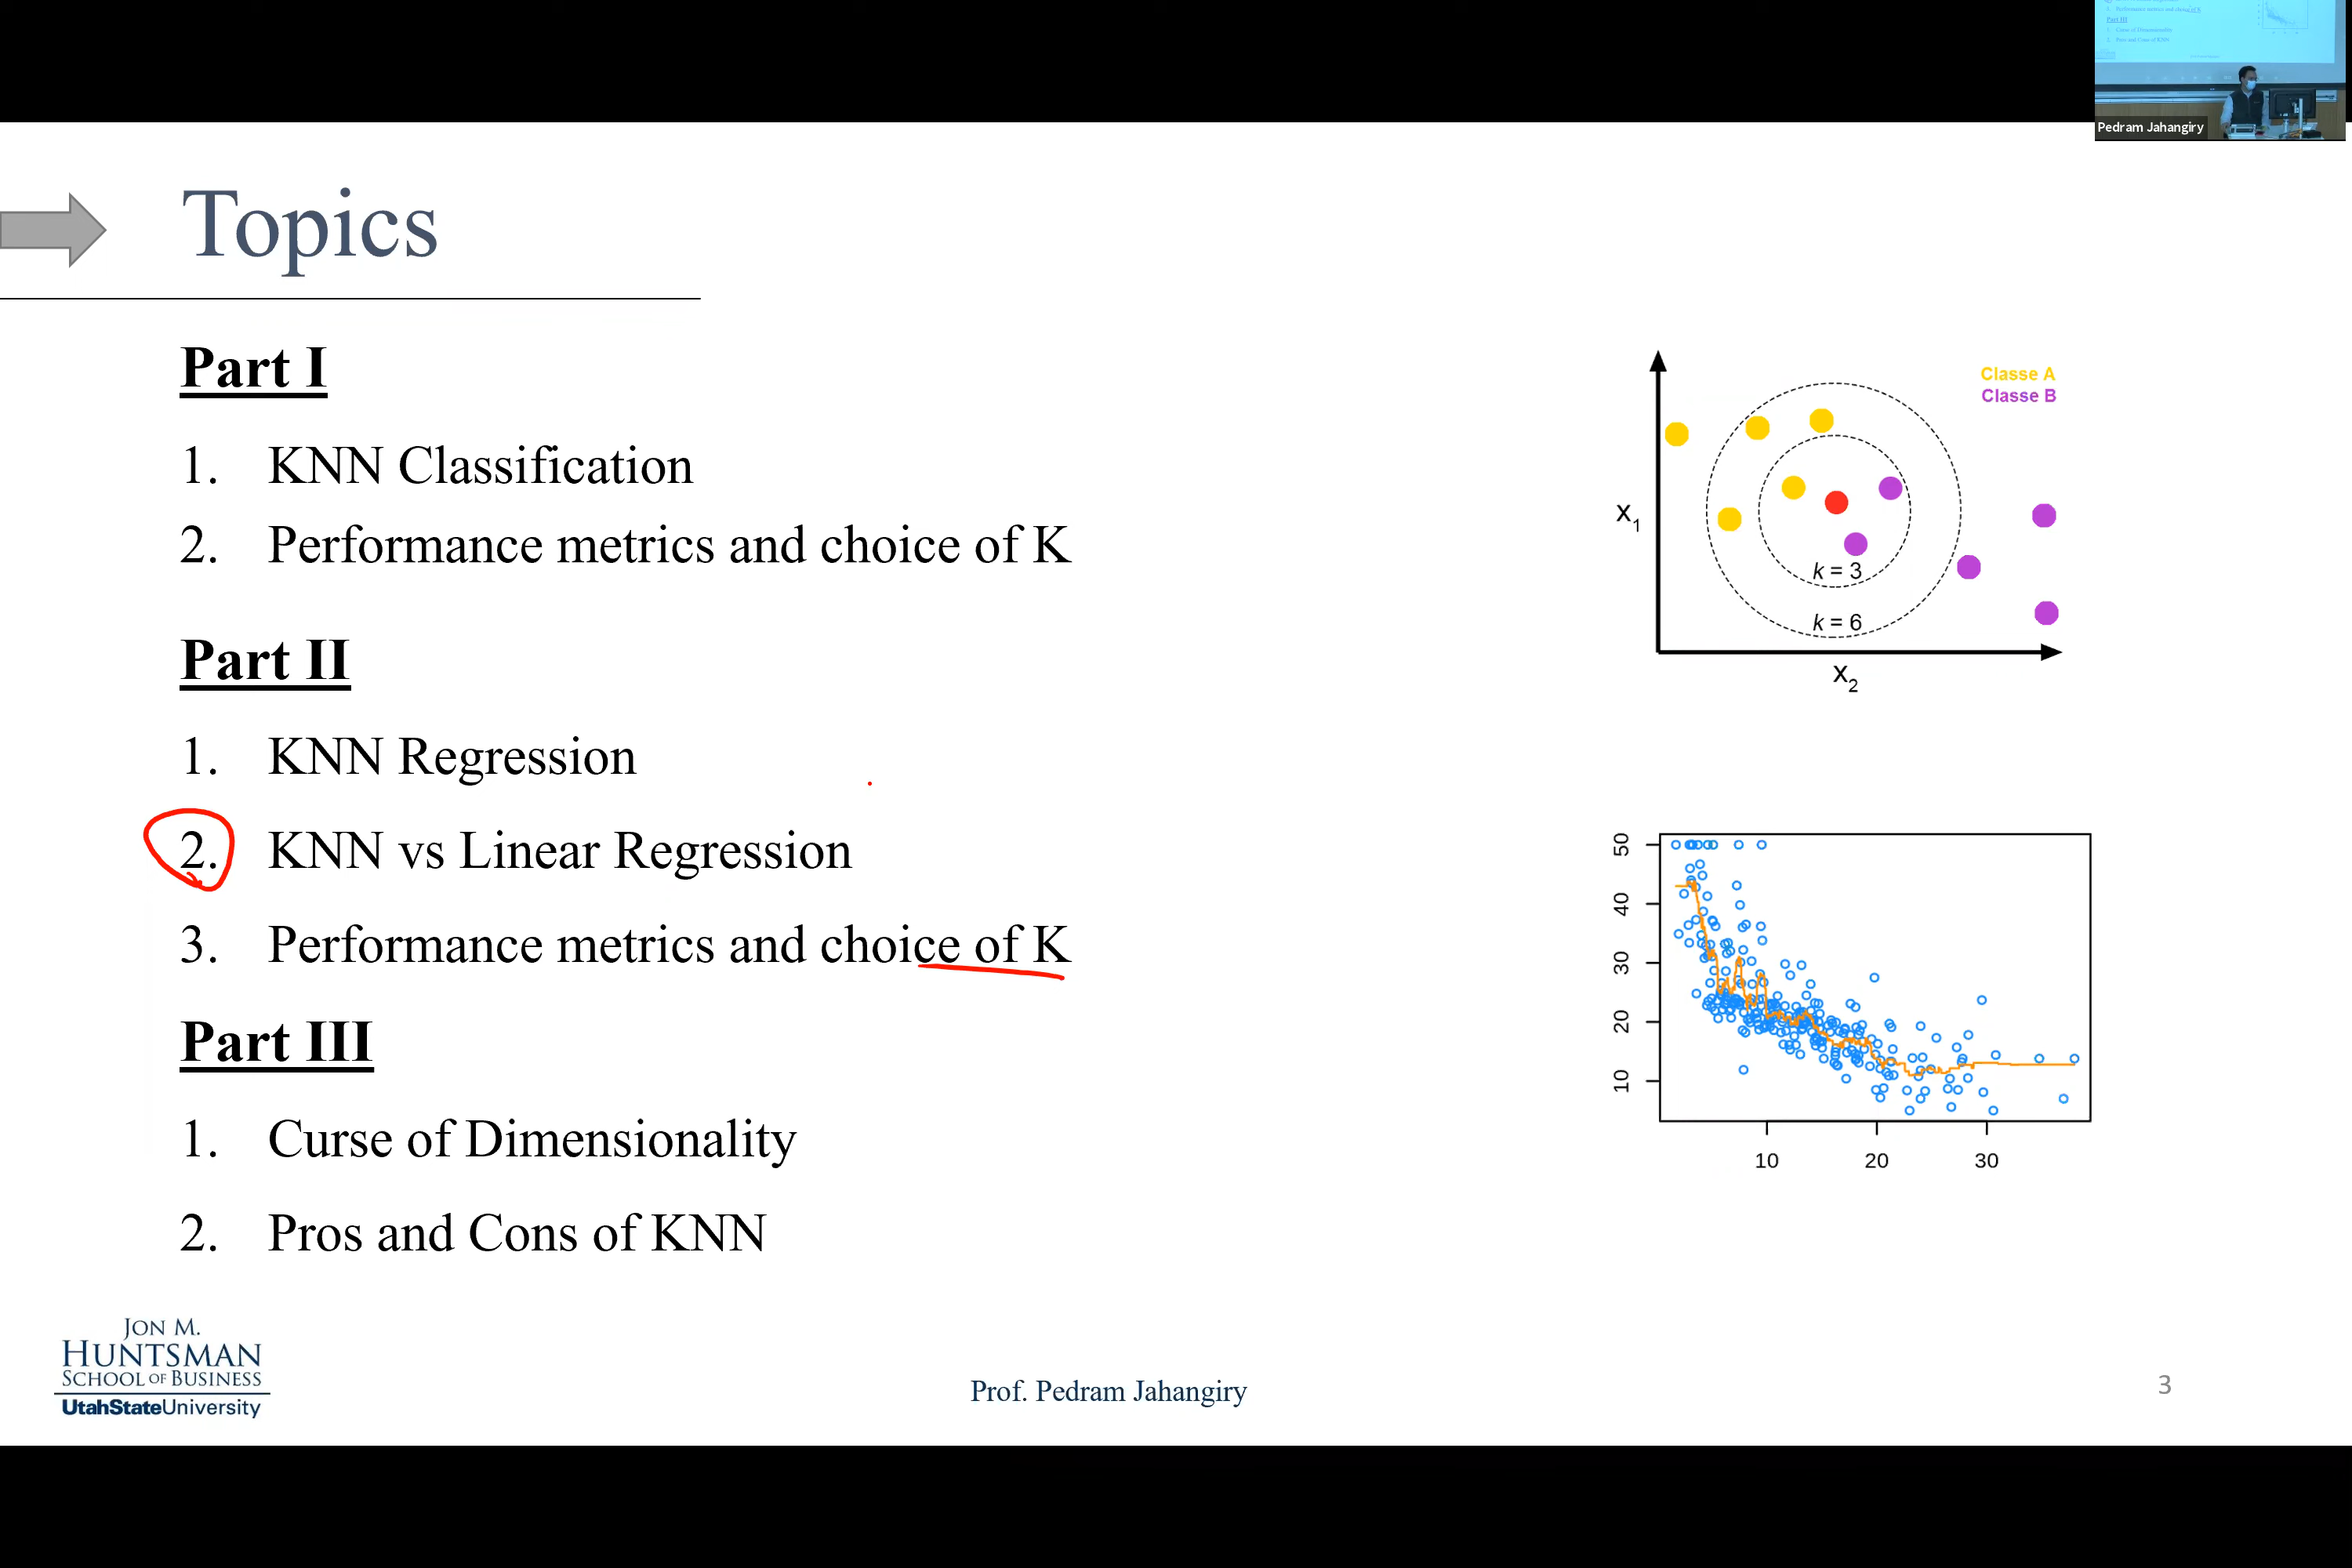 Pedram Jahangiry
Topics
Part I
1. KNN Classification
2. Performance metrics and choice of K
Part II
1. KNN Regression
2. KNN vs Linear Regression
3. Performance metrics and choice of K
Part III
1. Curse of Dimensionality
2. Pros and Cons of KNN
Classe A
Classe B
X1
k = 3
k = 6
X2
50
40
30
20
10
10 20 30
JON M.
HUNTSMAN
SCHOOL OF BUSINESS
UtahStateUniversity
Prof. Pedram Jahangiry
3